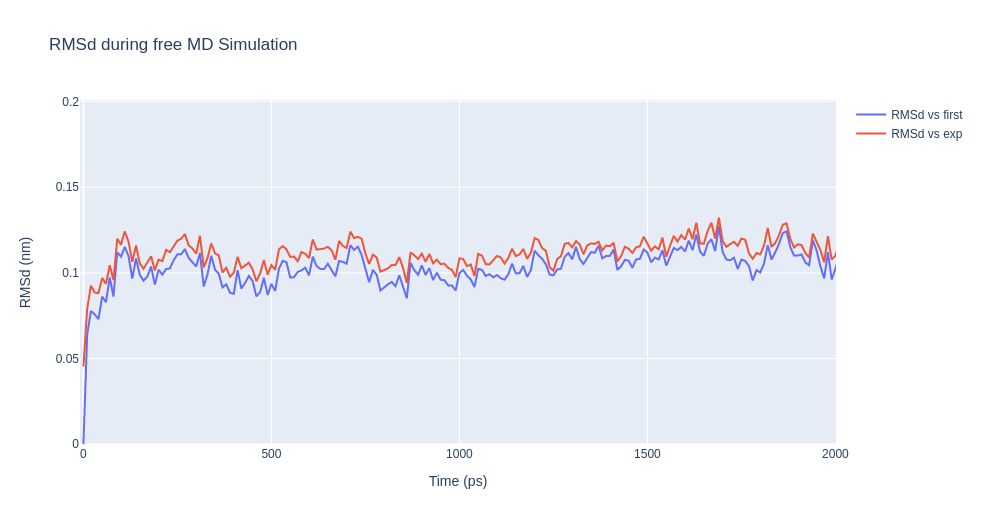 RMSd during free MD Simulation
RMSd vs first
RMSd vs exp
0.2
0.15
0.1
0.05
0
RMSd (nm)
0
500
1000
1500
2000
Time (ps)